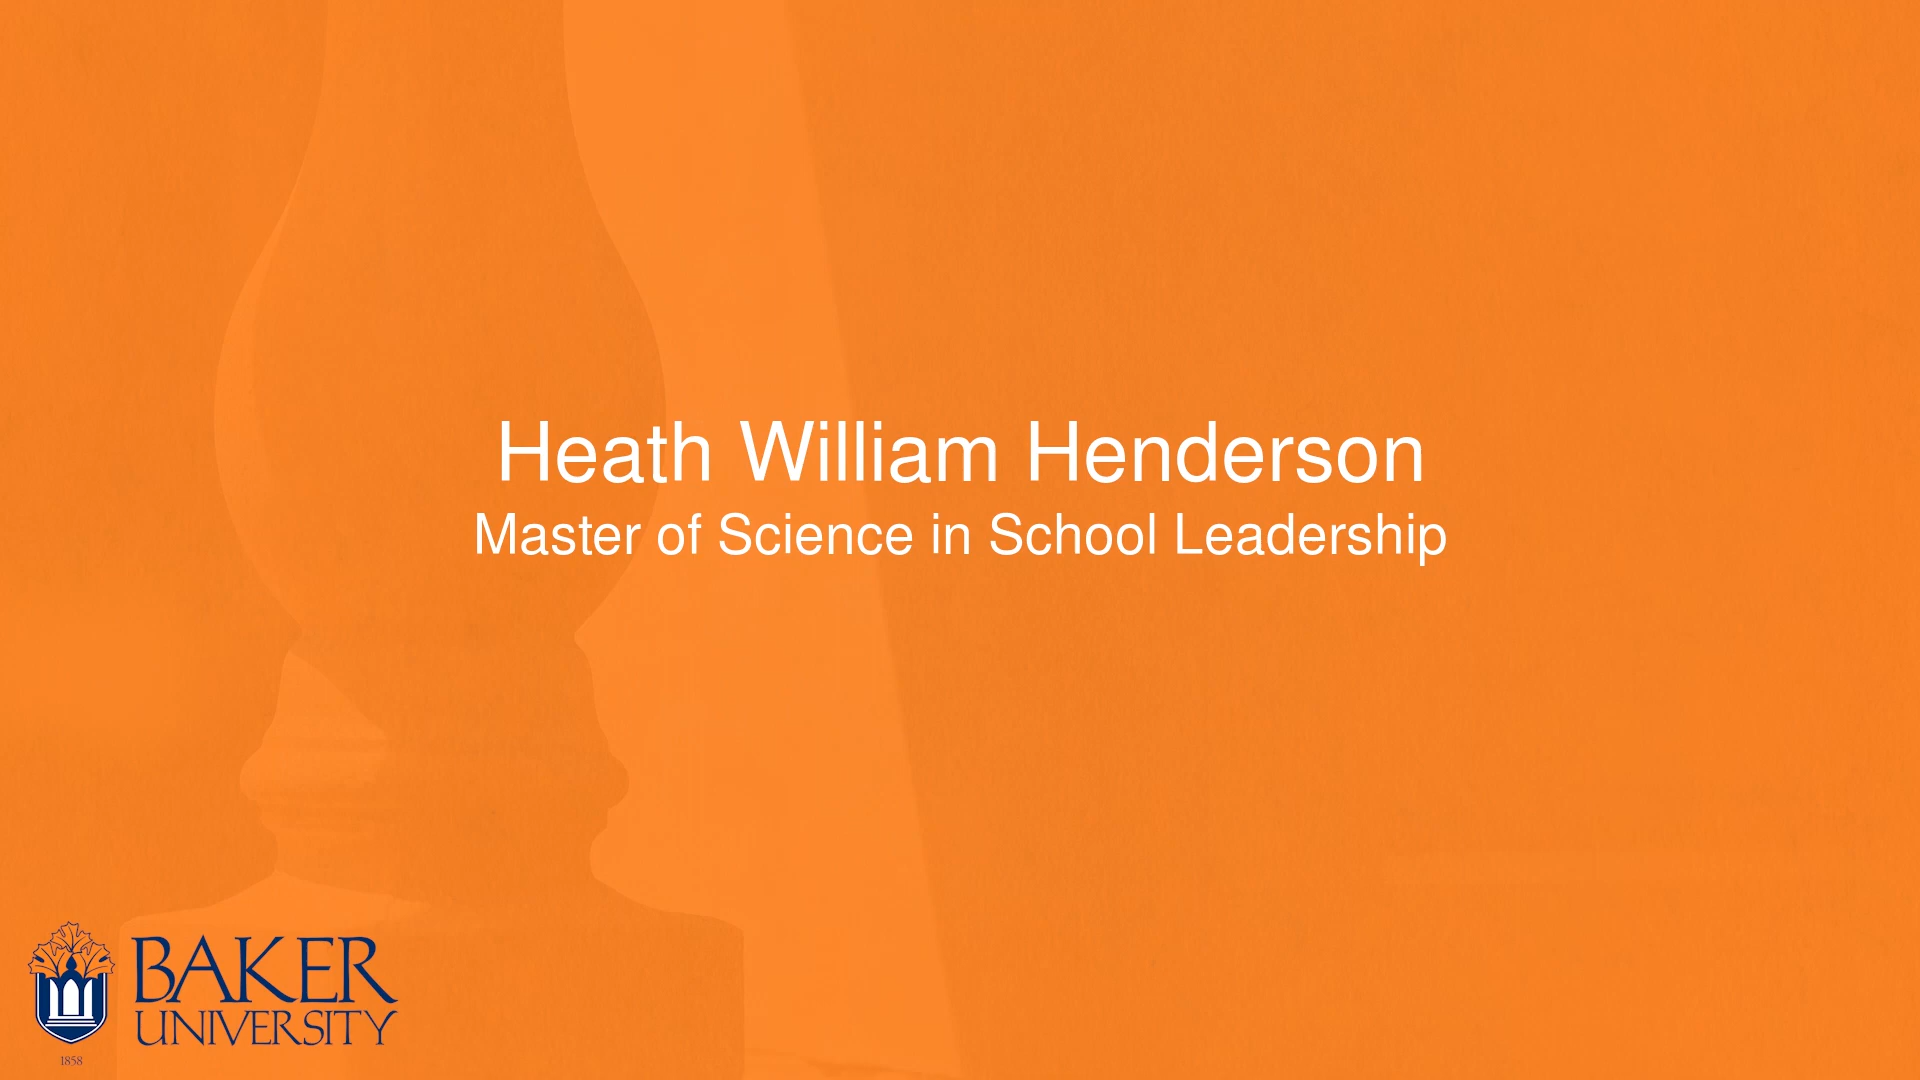 Heath William Henderson
Master of Science in School Leadership
BAKER
UNIVERSITY
1858